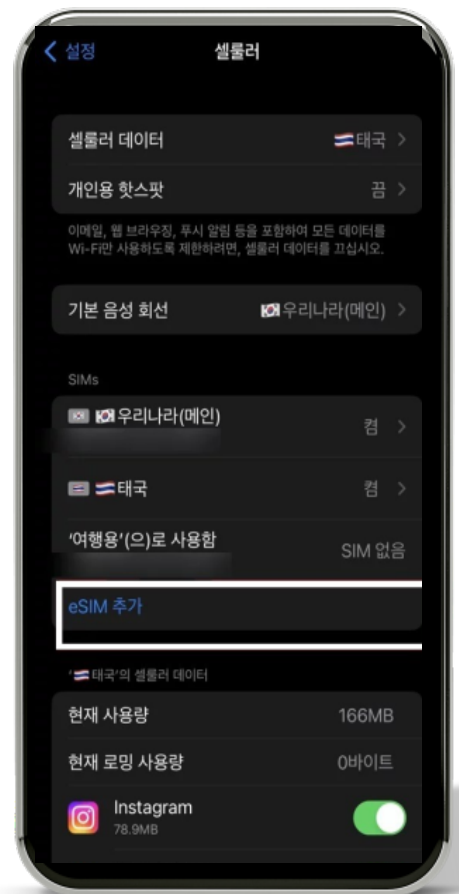 설정
셀룰러
셀룰러 데이터 🇹🇭태국
개인용 핫스팟 끔
이메일, 웹 브라우징, 푸시 알림 등을 포함하여 모든 데이터를
Wi-Fi만 사용하도록 제한하려면, 셀룰러 데이터를 끄십시오.
기본 음성 회선 🇰🇷우리나라(메인)
SIMs
🇰🇷우리나라(메인) 켬
🇹🇭태국 켬
'여행용'(으)로 사용함 SIM 없음
eSIM 추가
'🇹🇭태국'의 셀룰러 데이터
현재 사용량 166MB
현재 로밍 사용량 0바이트
Instagram
78.9MB